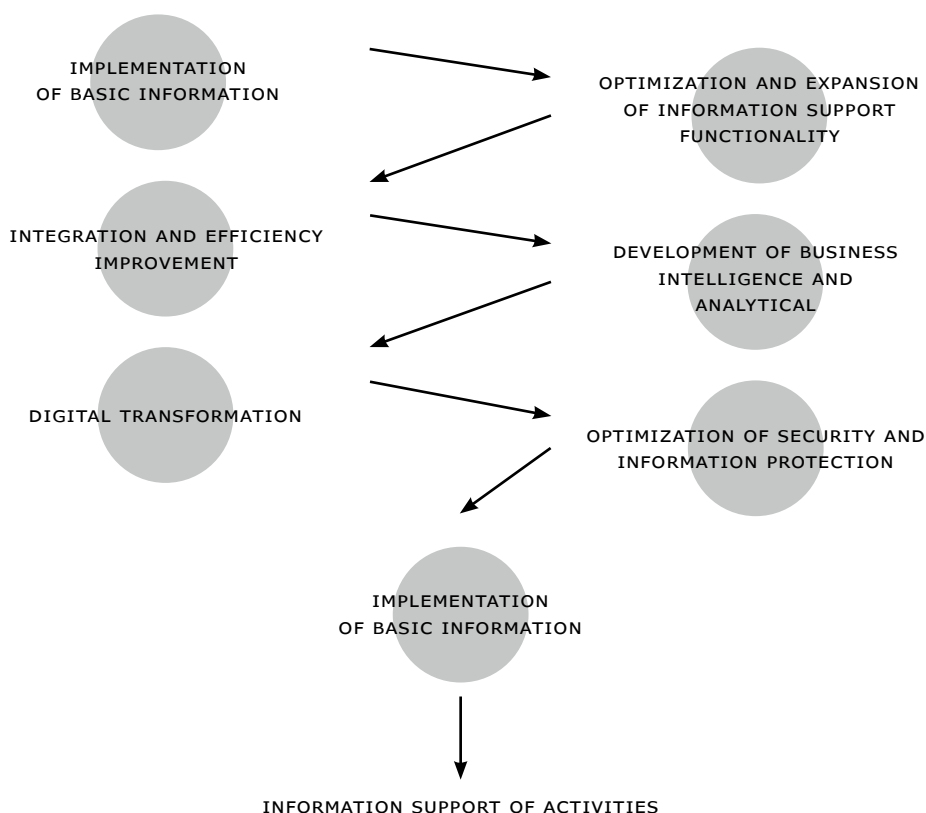 IMPLEMENTATION
OF BASIC INFORMATION
OPTIMIZATION AND EXPANSION
OF INFORMATION SUPPORT
FUNCTIONALITY
INTEGRATION AND EFFICIENCY
IMPROVEMENT
DEVELOPMENT OF BUSINESS
INTELLIGENCE AND
ANALYTICAL
DIGITAL TRANSFORMATION
OPTIMIZATION OF SECURITY AND
INFORMATION PROTECTION
IMPLEMENTATION
OF BASIC INFORMATION
INFORMATION SUPPORT OF ACTIVITIES